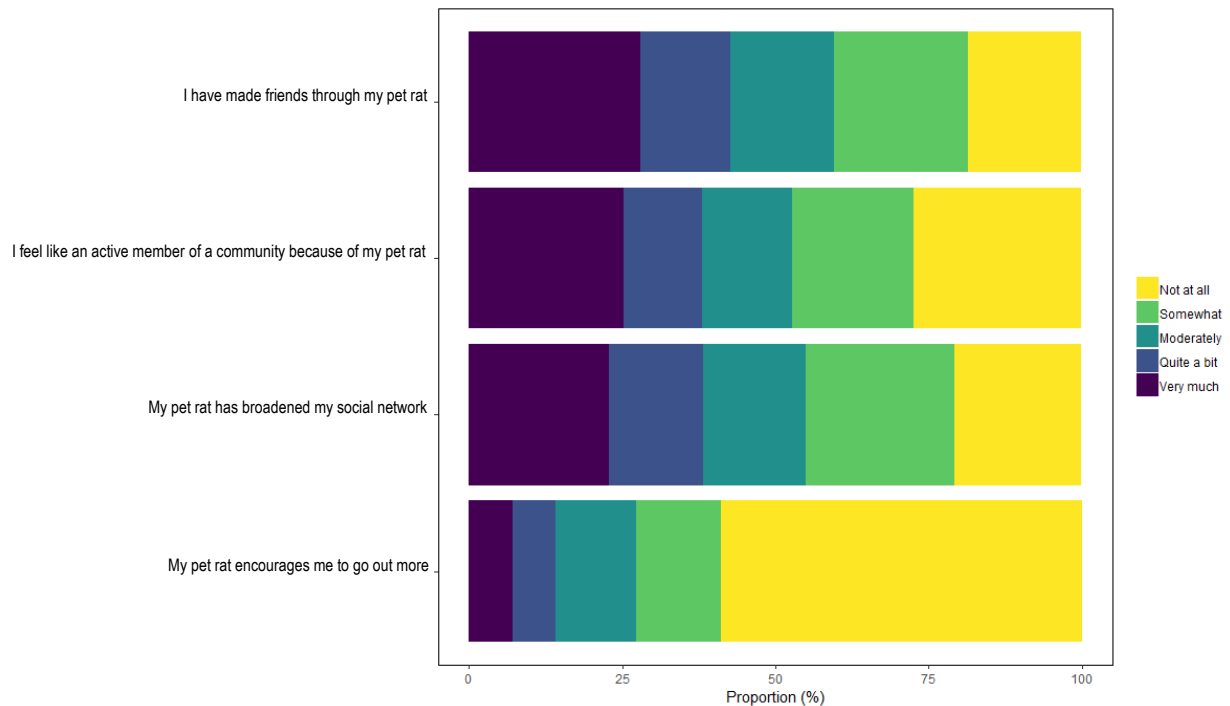 I have made friends through my pet rat
I feel like an active member of a community because of my pet rat
My pet rat has broadened my social network
My pet rat encourages me to go out more
0 25 50 75 100
Proportion (%)
Not at all
Somewhat
Moderately
Quite a bit
Very much